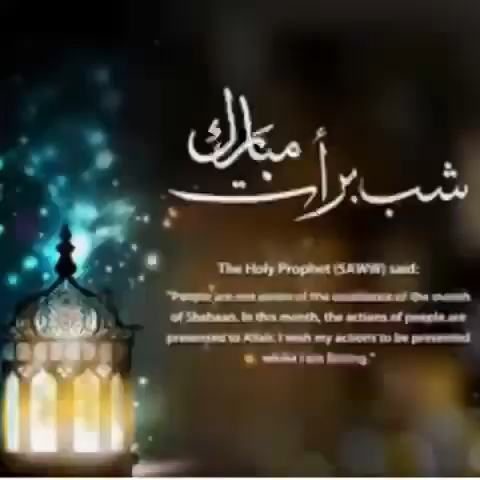 شب برأت مبارک
The Holy Prophet (SAWW) said:
"People are not aware of the excellence of the month
of Shabaan. In this month, the actions of people are
presented to Allah. I wish my actions to be presented
while I am fasting."